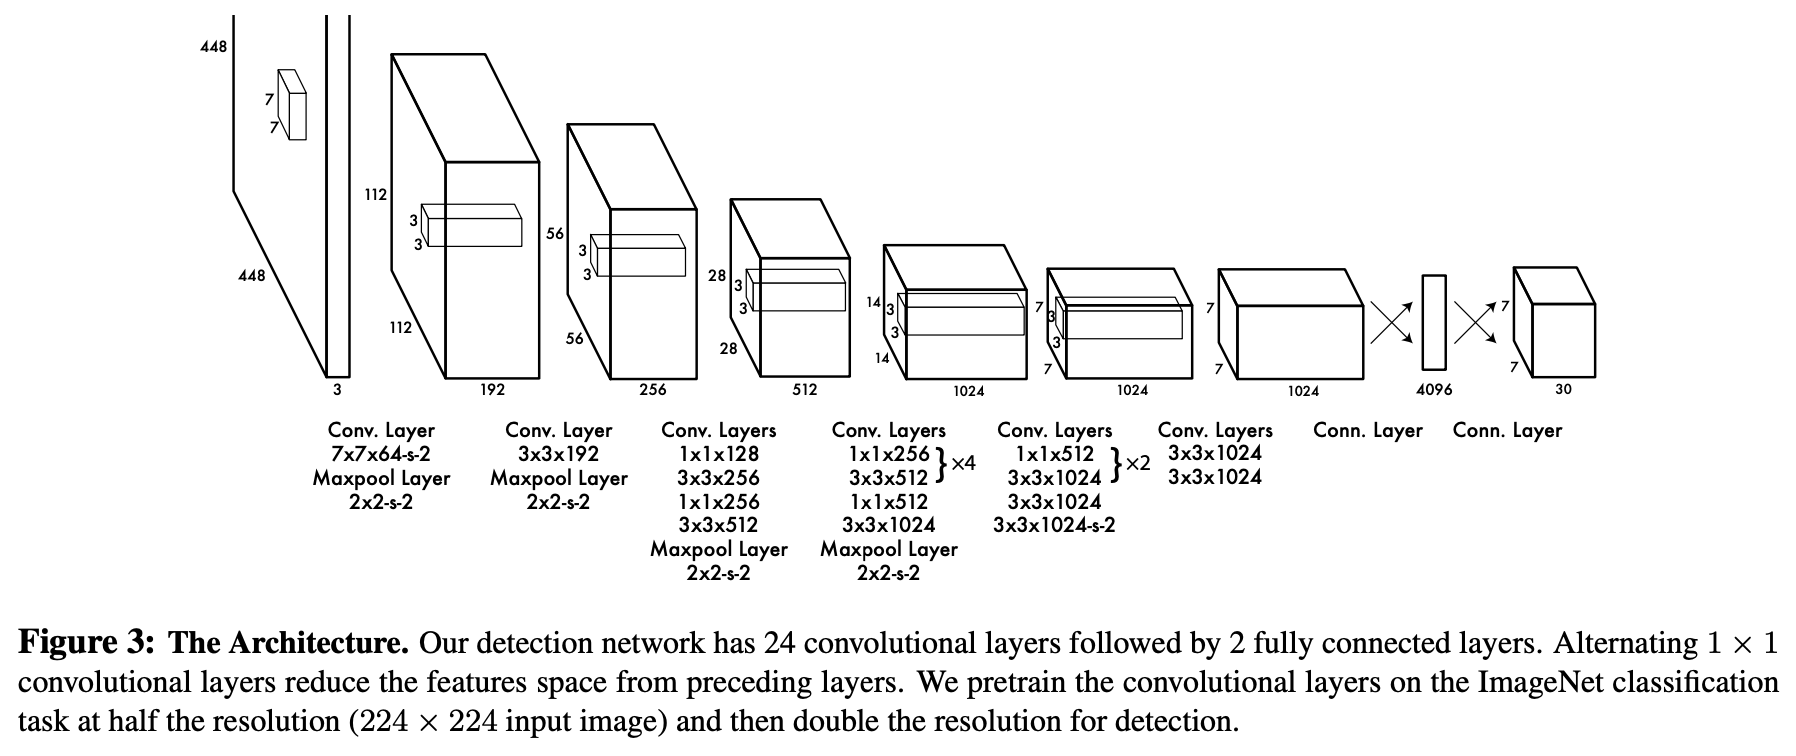 448
7
7
448
3
112
3
3
112
192
56
3
3
56
256
28
3
3
28
512
14
3
3
14
1024
7
3
3
7
1024
7
7
1024
4096
7
7
30
Conv. Layer
7x7x64-s-2
Maxpool Layer
2x2-s-2
Conv. Layer
3x3x192
Maxpool Layer
2x2-s-2
Conv. Layers
1x1x128
3x3x256
1x1x256
3x3x512
Maxpool Layer
2x2-s-2
Conv. Layers
1x1x256
3x3x512
}×4
1x1x512
3x3x1024
Maxpool Layer
2x2-s-2
Conv. Layers
1x1x512
3x3x1024
}×2
3x3x1024
3x3x1024-s-2
Conv. Layers
3x3x1024
3x3x1024
Conn. Layer
Conn. Layer
Figure 3: The Architecture. Our detection network has 24 convolutional layers followed by 2 fully connected layers. Alternating 1 × 1
convolutional layers reduce the features space from preceding layers. We pretrain the convolutional layers on the ImageNet classification
task at half the resolution (224 × 224 input image) and then double the resolution for detection.